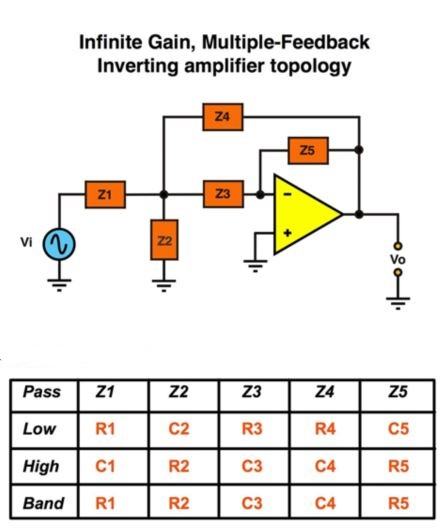 Infinite Gain, Multiple-Feedback
Inverting amplifier topology
Z4
Z5
Z1
Z3
-
Z2
+
Vi
Vo
Pass Z1 Z2 Z3 Z4 Z5
Low R1 C2 R3 R4 C5
High C1 R2 C3 C4 R5
Band R1 R2 C3 C4 R5